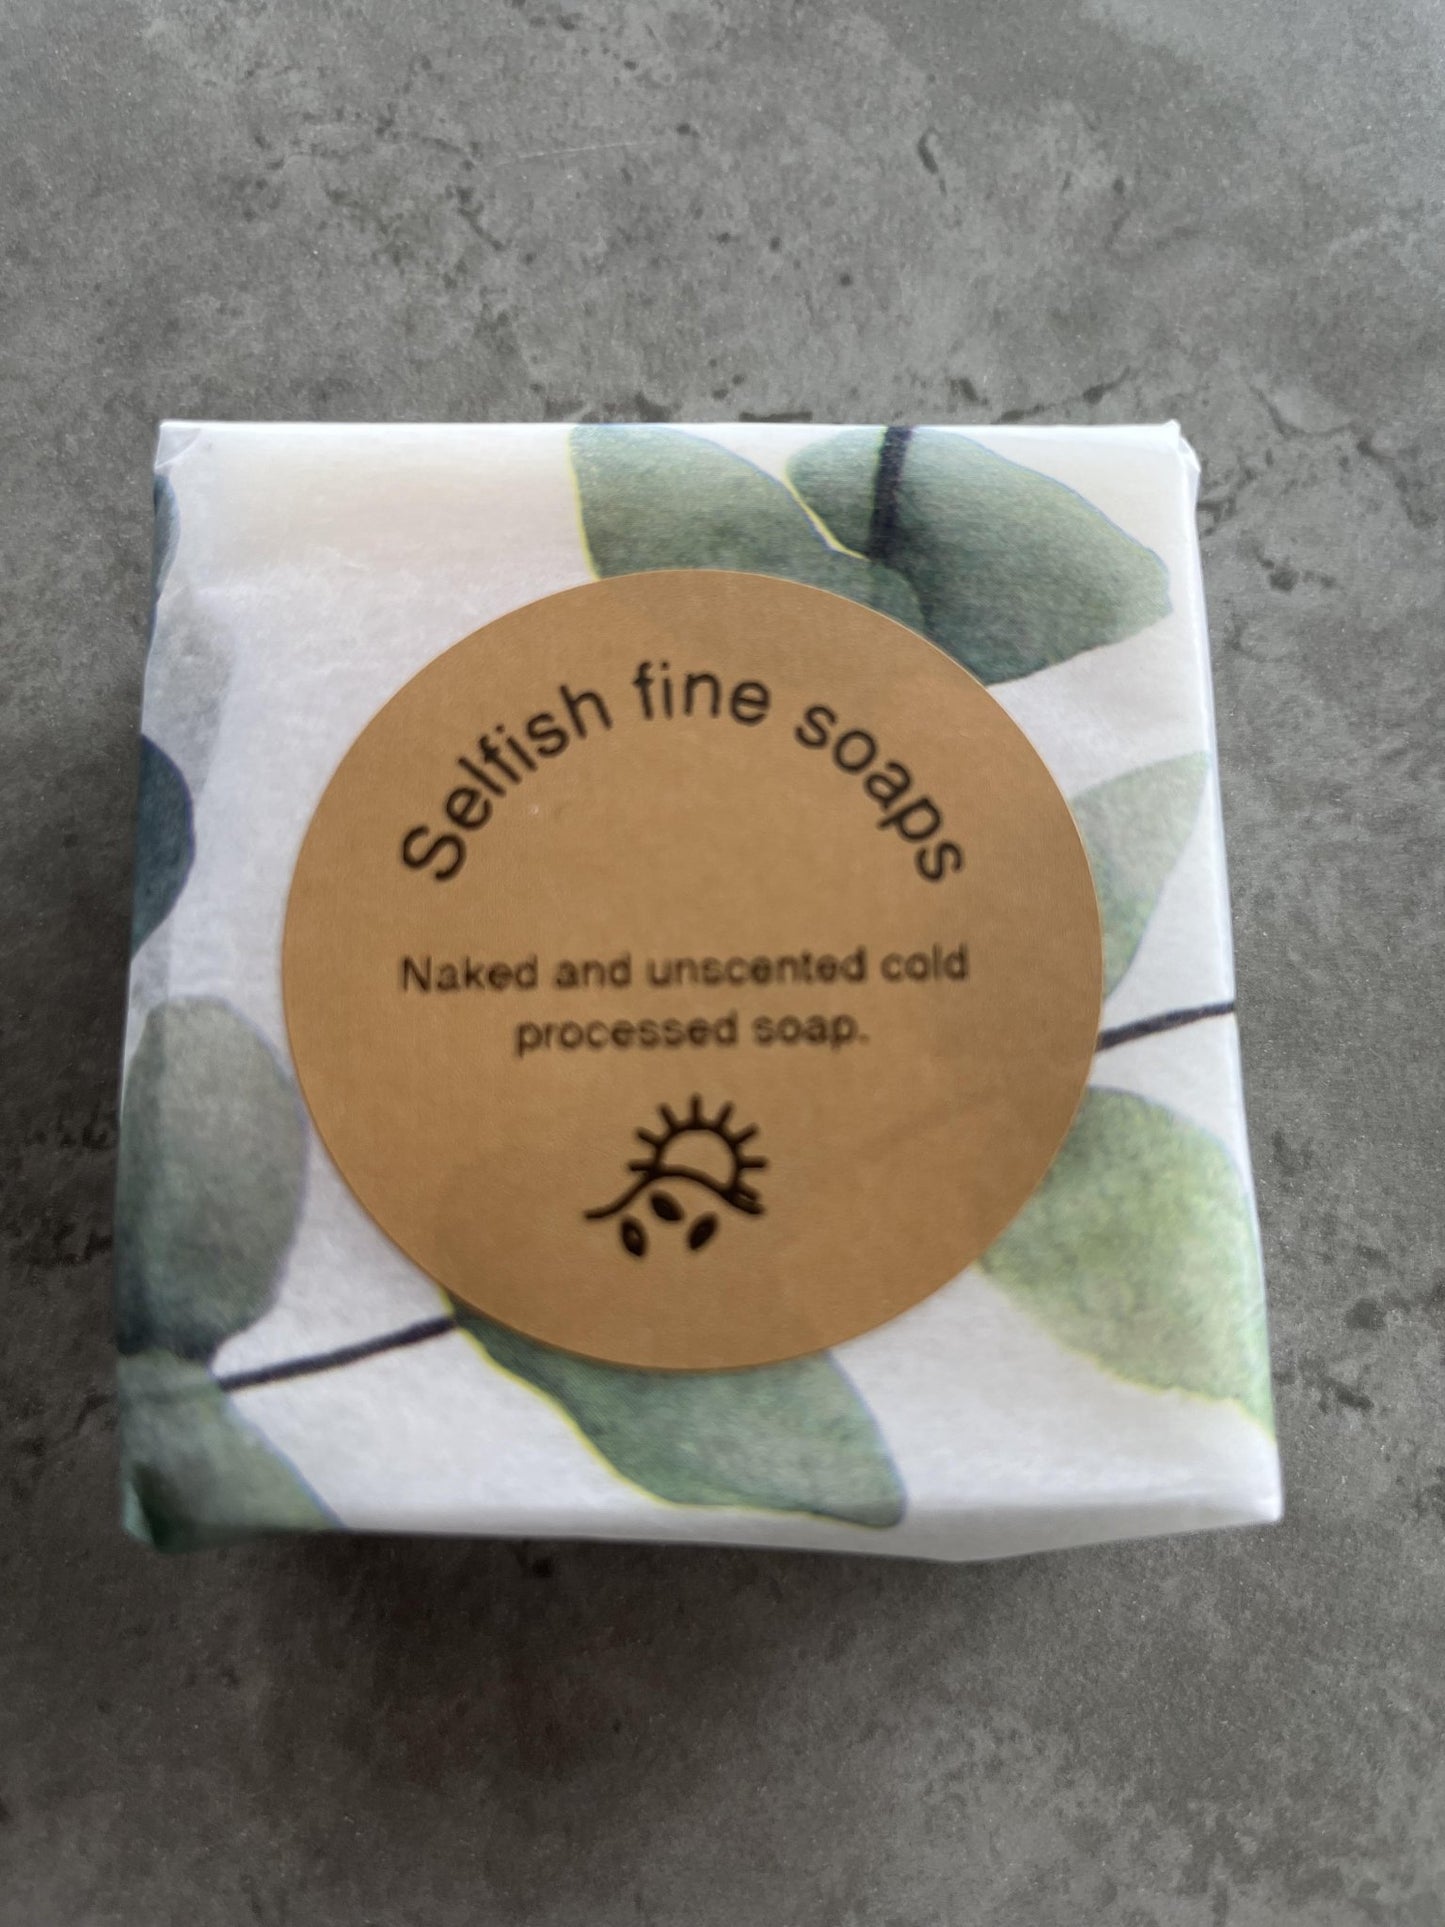 Selfish fine soaps
Naked and unscented cold
processed soap.